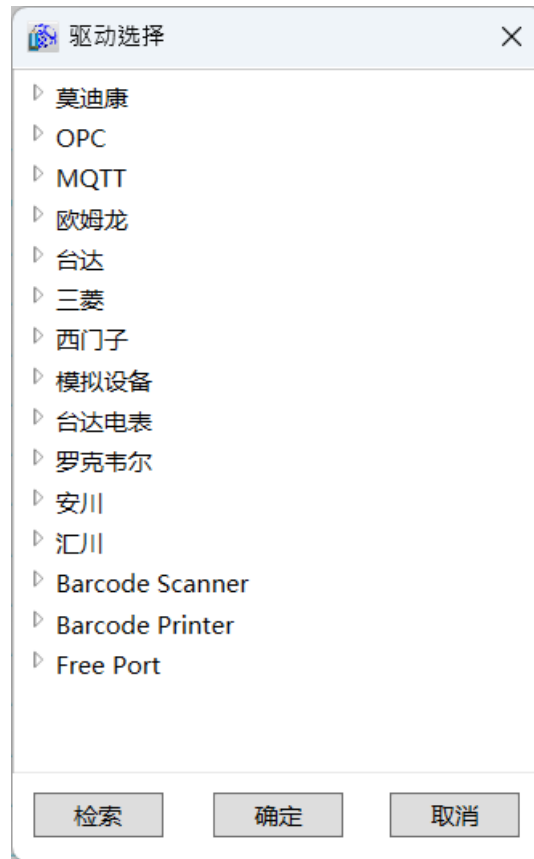 驱动选择
莫迪康
OPC
MQTT
欧姆龙
台达
三菱
西门子
模拟设备
台达电表
罗克韦尔
安川
汇川
Barcode Scanner
Barcode Printer
Free Port
检索 确定 取消